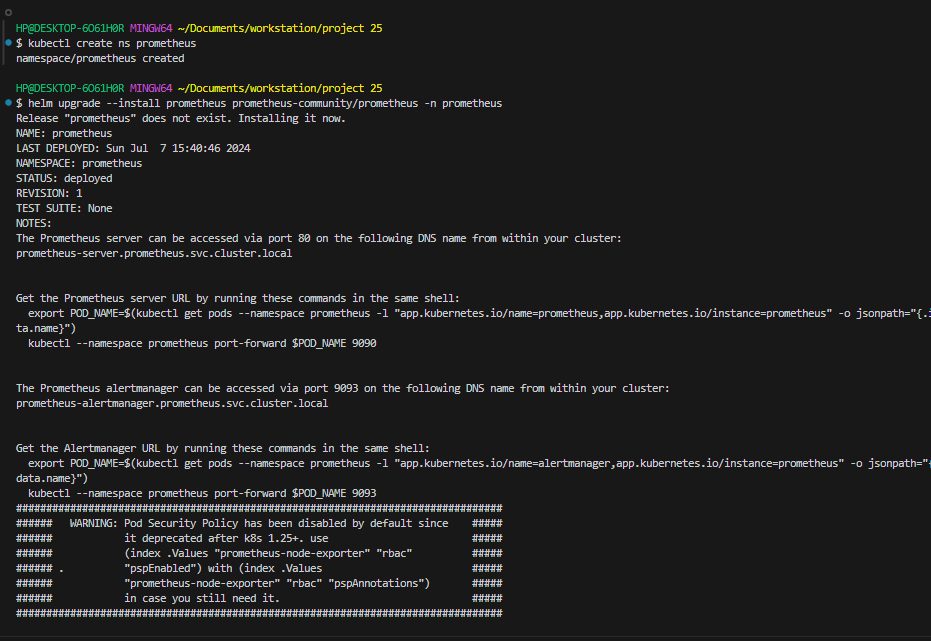 HP@DESKTOP-6O61H0R MINGW64 ~/Documents/workstation/project 25
$ kubectl create ns prometheus
namespace/prometheus created
HP@DESKTOP-6O61H0R MINGW64 ~/Documents/workstation/project 25
$ helm upgrade --install prometheus prometheus-community/prometheus -n prometheus
Release "prometheus" does not exist. Installing it now.
NAME: prometheus
LAST DEPLOYED: Sun Jul  7 15:40:46 2024
NAMESPACE: prometheus
STATUS: deployed
REVISION: 1
TEST SUITE: None
NOTES:
The Prometheus server can be accessed via port 80 on the following DNS name from within your cluster:
prometheus-server.prometheus.svc.cluster.local
Get the Prometheus server URL by running these commands in the same shell:
  export POD_NAME=$(kubectl get pods --namespace prometheus -l "app.kubernetes.io/name=prometheus,app.kubernetes.io/instance=prometheus" -o jsonpath="{.i
ta.name}")
  kubectl --namespace prometheus port-forward $POD_NAME 9090
The Prometheus alertmanager can be accessed via port 9093 on the following DNS name from within your cluster:
prometheus-alertmanager.prometheus.svc.cluster.local
Get the Alertmanager URL by running these commands in the same shell:
  export POD_NAME=$(kubectl get pods --namespace prometheus -l "app.kubernetes.io/name=alertmanager,app.kubernetes.io/instance=prometheus" -o jsonpath="{
data.name}")
  kubectl --namespace prometheus port-forward $POD_NAME 9093
#################################################################################
######   WARNING: Pod Security Policy has been disabled by default since    #####
######            it deprecated after k8s 1.25+. use                        #####
######            (index .Values "prometheus-node-exporter" "rbac"          #####
###### .          "pspEnabled") with (index .Values                         #####
######            "prometheus-node-exporter" "rbac" "pspAnnotations")       #####
######            in case you still need it.                                #####
#################################################################################